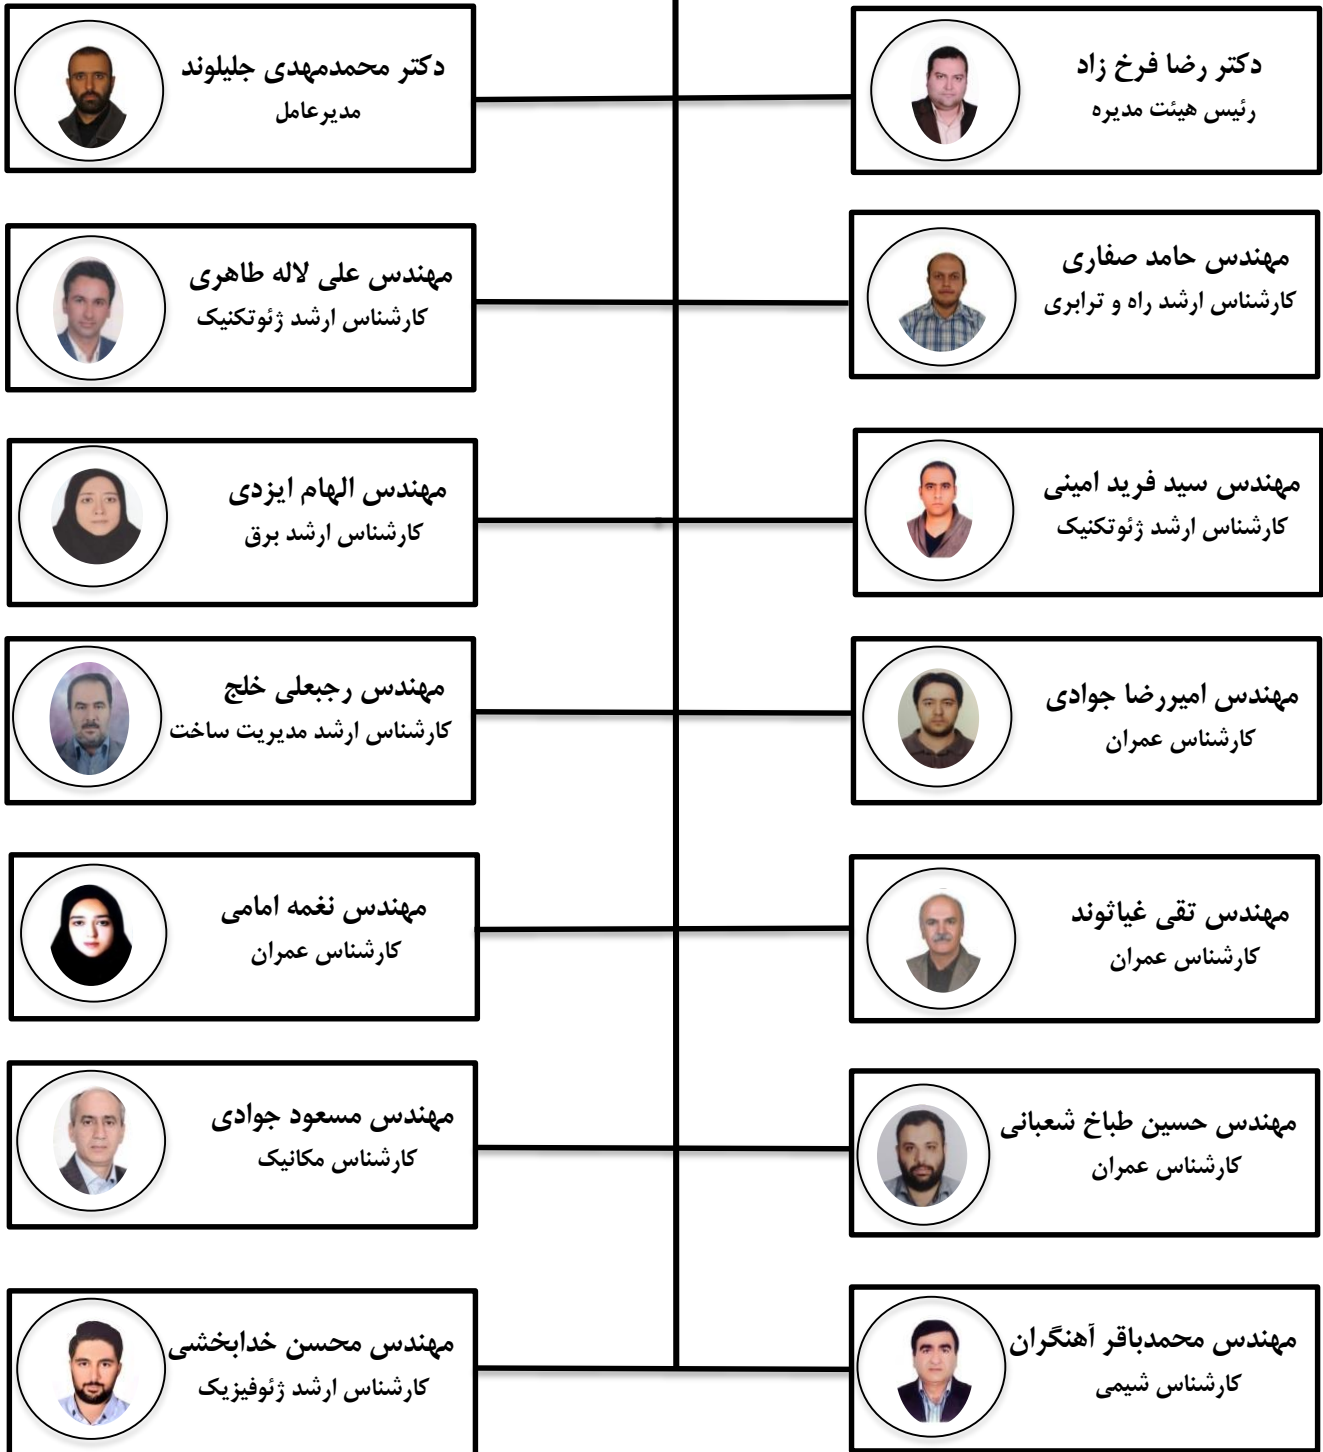 دکتر رضا فرخ زاد
رئیس هیئت مدیره
دکتر محمدمهدی جلیلوند
مدیرعامل
مهندس حامد صفاری
کارشناس ارشد راه و ترابری
مهندس علی لاله طاهری
کارشناس ارشد ژئوتکنیک
مهندس سید فرید امینی
کارشناس ارشد ژئوتکنیک
مهندس الهام ایزدی
کارشناس ارشد برق
مهندس امیررضا جوادی
کارشناس عمران
مهندس رجبعلی خلج
کارشناس ارشد مدیریت ساخت
مهندس تقی غیاثوند
کارشناس عمران
مهندس نغمه امامی
کارشناس عمران
مهندس حسین طباخ شعبانی
کارشناس عمران
مهندس مسعود جوادی
کارشناس مکانیک
مهندس محمدباقر آهنگران
کارشناس شیمی
مهندس محسن خدابخشی
کارشناس ارشد ژئوفیزیک